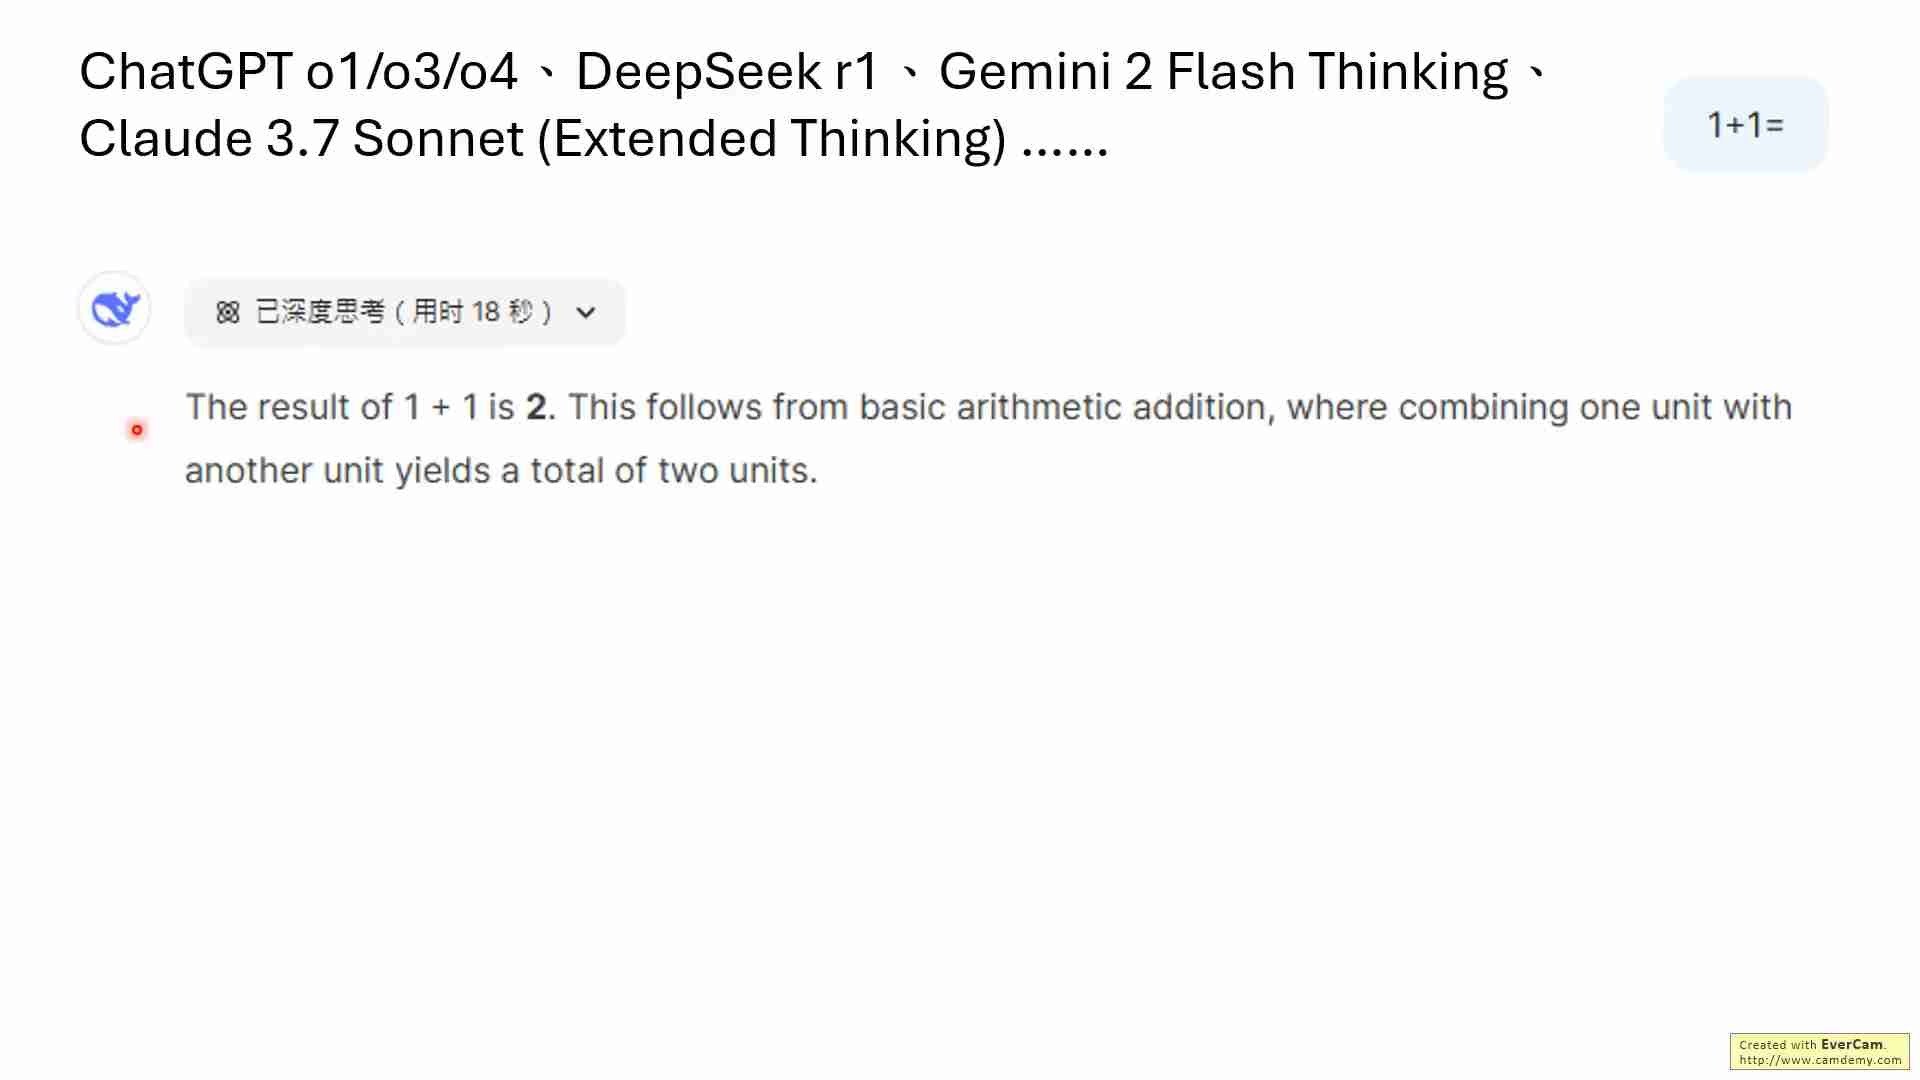 ChatGPT o1/o3/o4、DeepSeek r1、Gemini 2 Flash Thinking、
Claude 3.7 Sonnet (Extended Thinking) ......
1+1=
已深度思考 ( 用时 18 秒 )
The result of 1 + 1 is 2. This follows from basic arithmetic addition, where combining one unit with
another unit yields a total of two units.
Created with EverCam.
http://www.camdemy.com